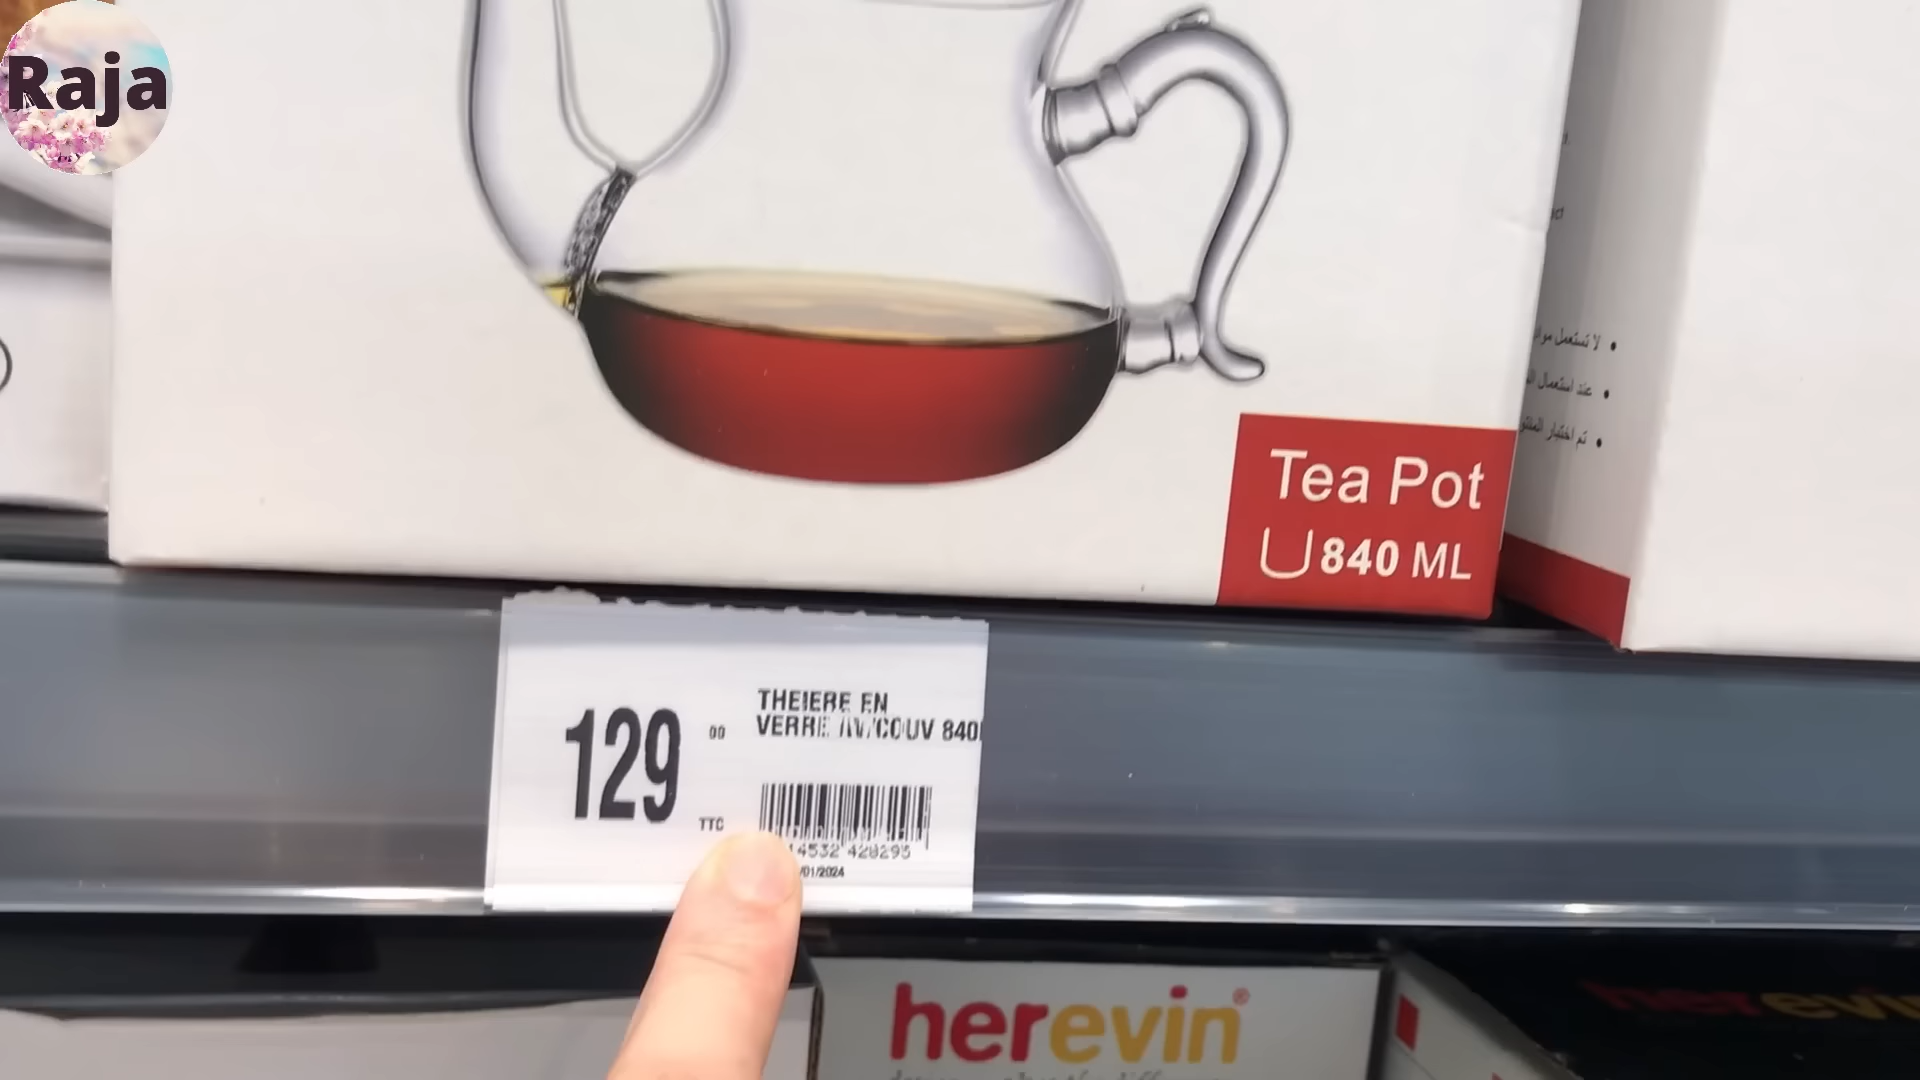 Raja
لا تستعمل
عند استعمال
تم اختبار
Tea Pot
840 ML
THEIERE EN
VERRE AV/COUV 840
129 00
TTC
14532 428295
/01/2024
herevin®